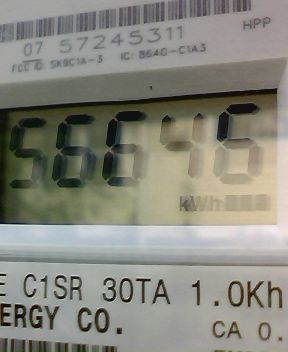 HPP
07 57245311
FCC ID: SK9C1A-3 IC: 864G-C1A3
56646
kWh
E C1SR 30TA 1.0Kh
ERGY CO.
CA 0.